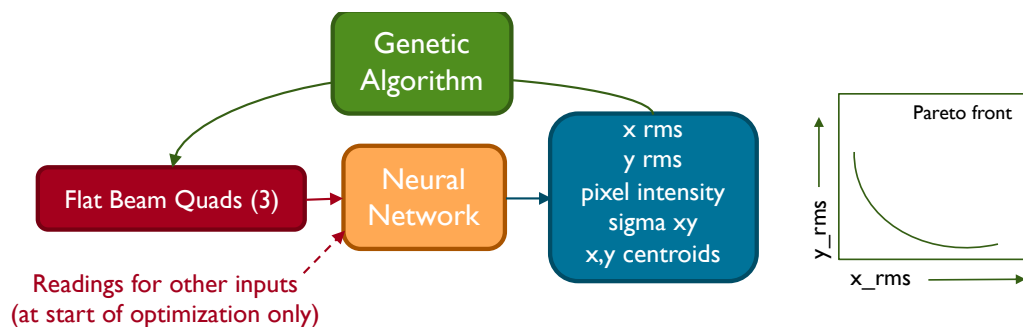 Genetic
Algorithm
Flat Beam Quads (3)
Neural
Network
x rms
y rms
pixel intensity
sigma xy
x,y centroids
Readings for other inputs
(at start of optimization only)
Pareto front
y_rms
x_rms